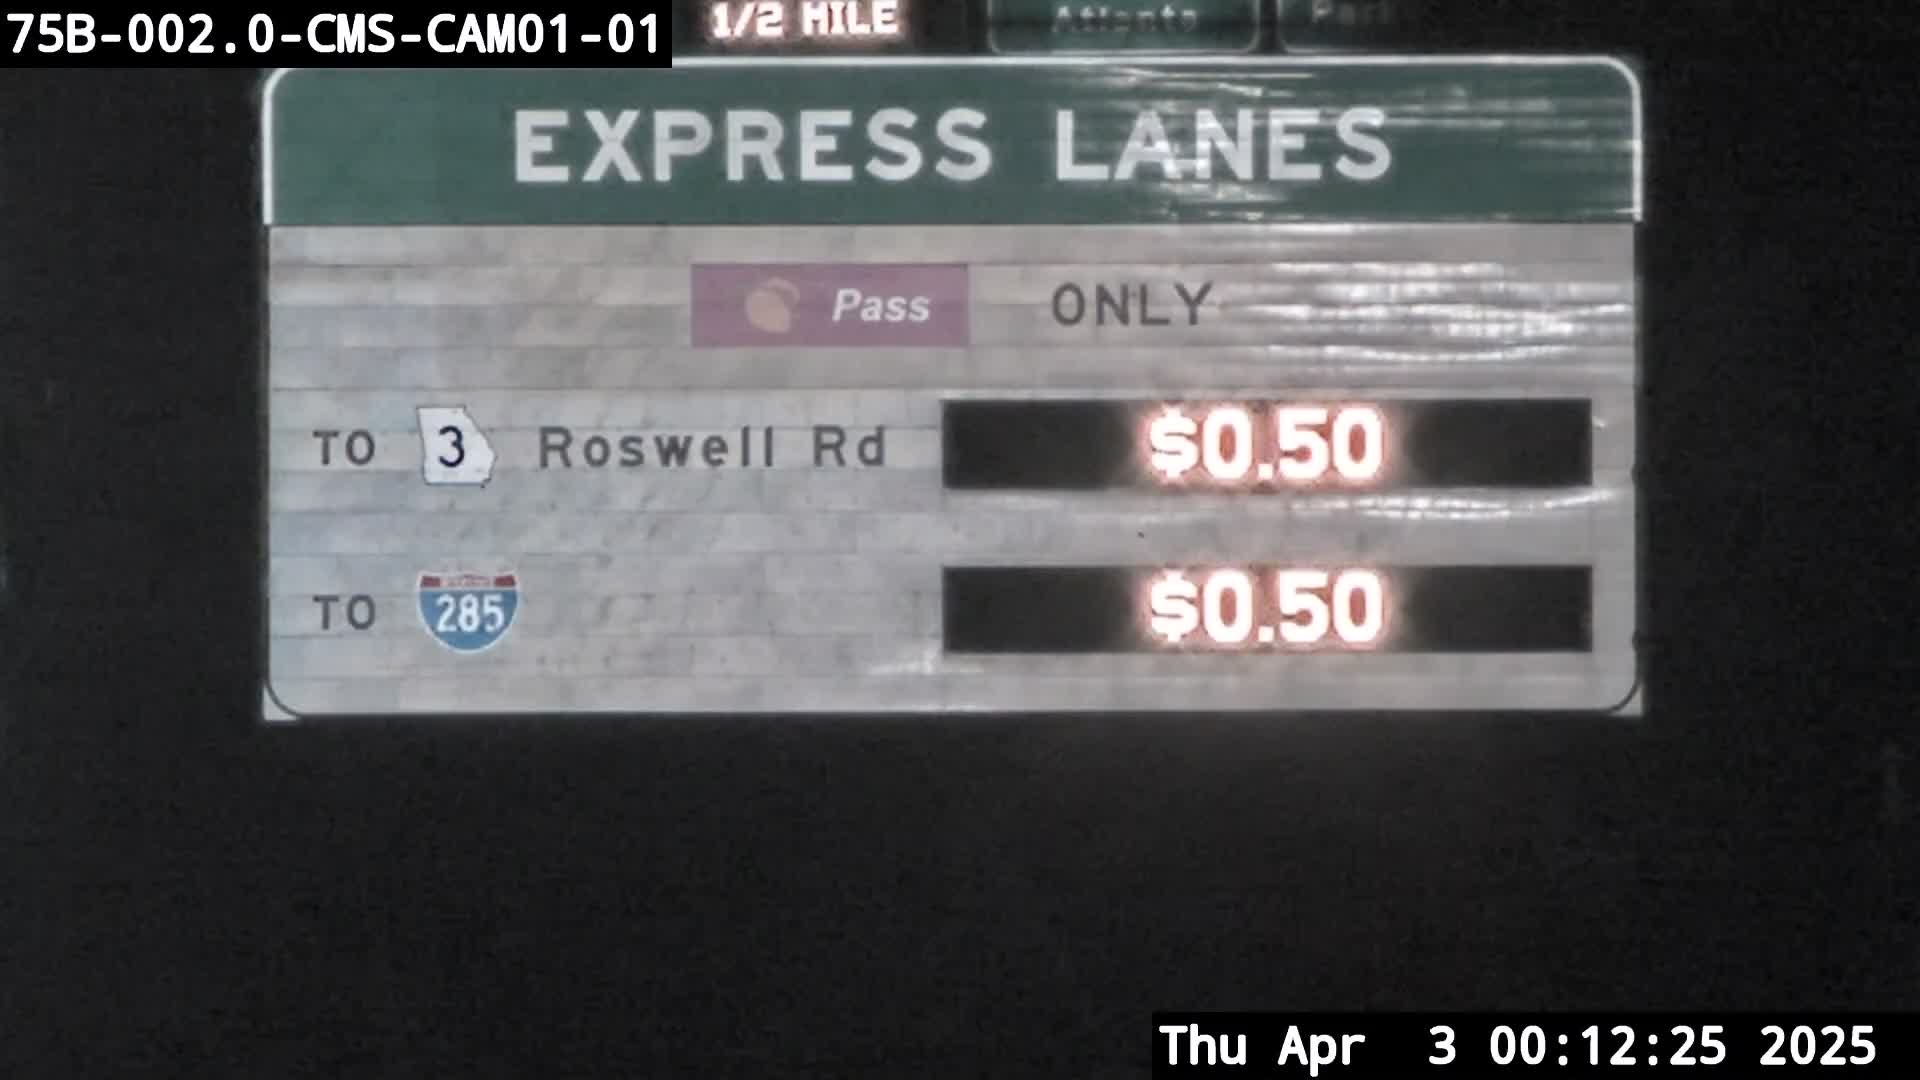 75B-002.0-CMS-CAM01-01
1/2 MILE
Atlanta
EXPRESS LANES
Pass ONLY
TO 3 Roswell Rd $0.50
TO 285 $0.50
Thu Apr 3 00:12:25 2025